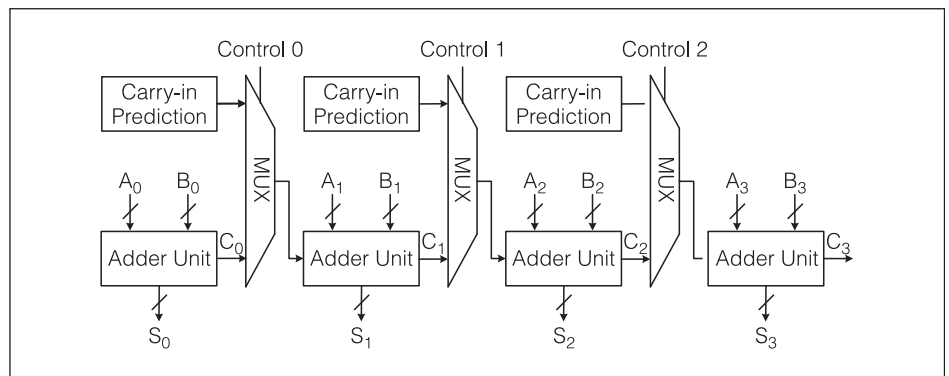 Control 0
Control 1
Control 2
Carry-in
Prediction
Carry-in
Prediction
Carry-in
Prediction
MUX
MUX
MUX
A₀
B₀
A₁
B₁
A₂
B₂
A₃
B₃
Adder Unit
C₀
Adder Unit
C₁
Adder Unit
C₂
Adder Unit
C₃
S₀
S₁
S₂
S₃